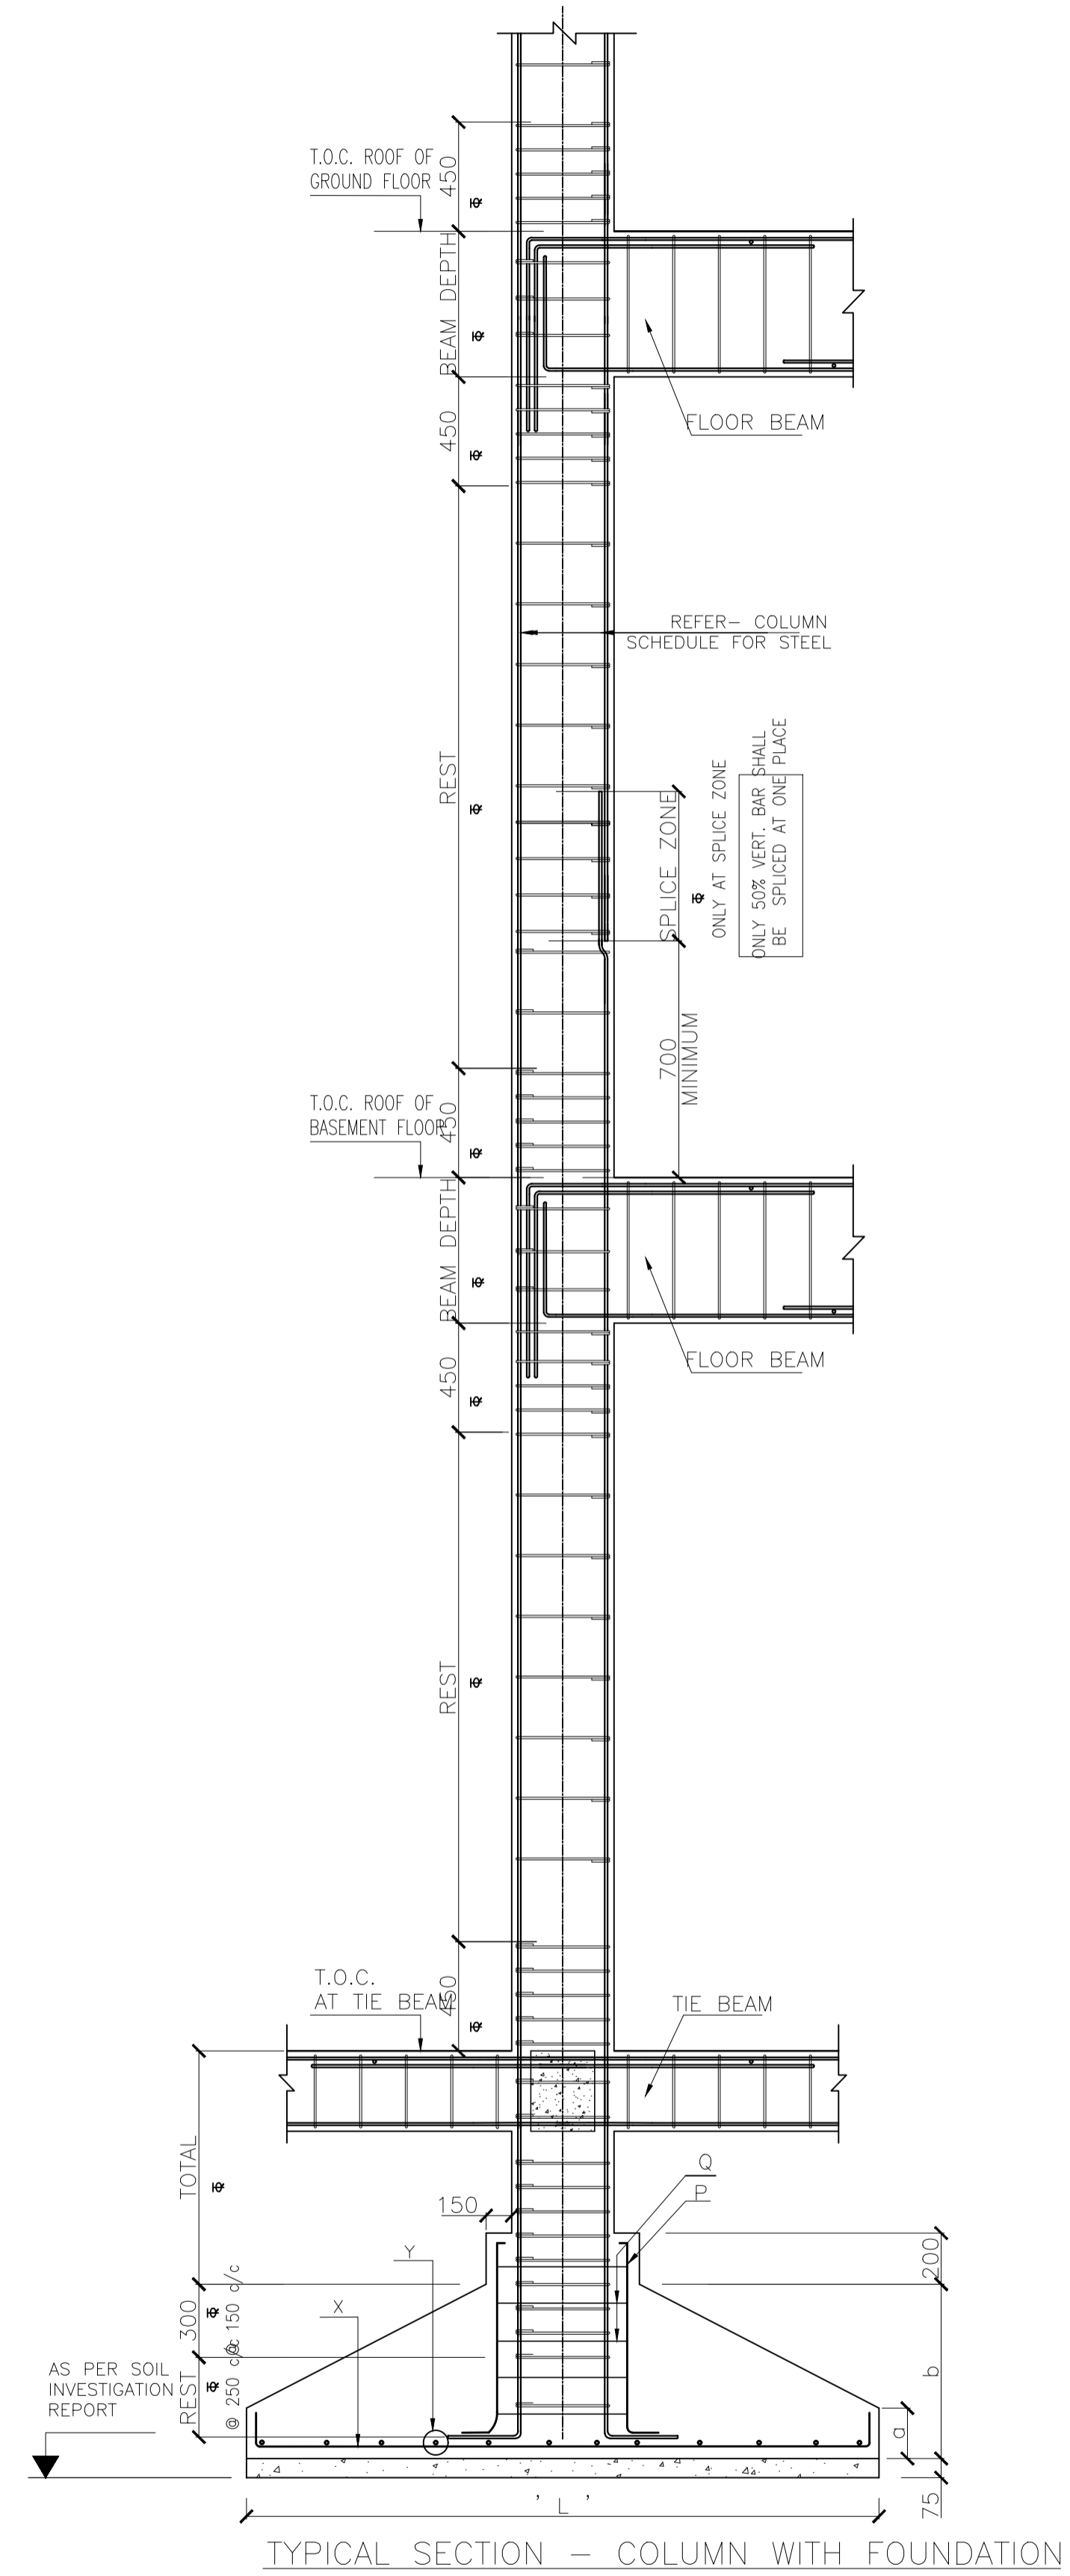 T.O.C. ROOF OF
GROUND FLOOR
450
BEAM DEPTH
450
FLOOR BEAM
REFER- COLUMN
SCHEDULE FOR STEEL
REST
SPLICE ZONE
ONLY AT SPLICE ZONE
ONLY 50% VERT. BAR SHALL
BE SPLICED AT ONE PLACE
700
MINIMUM
T.O.C. ROOF OF
BASEMENT FLOOR
450
BEAM DEPTH
450
FLOOR BEAM
REST
T.O.C.
AT TIE BEAM
450
TIE BEAM
TOTAL
Q
P
150
Y
X
200
300
@ 150 c/c
REST
@ 250 c/c
AS PER SOIL
INVESTIGATION
REPORT
b
a
75
' L '
TYPICAL SECTION - COLUMN WITH FOUNDATION